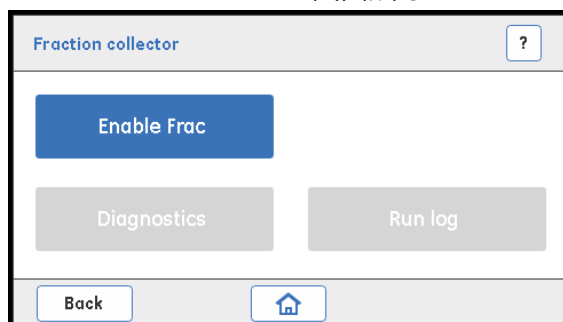 Fraction collector
?
Enable Frac
Diagnostics
Run log
Back